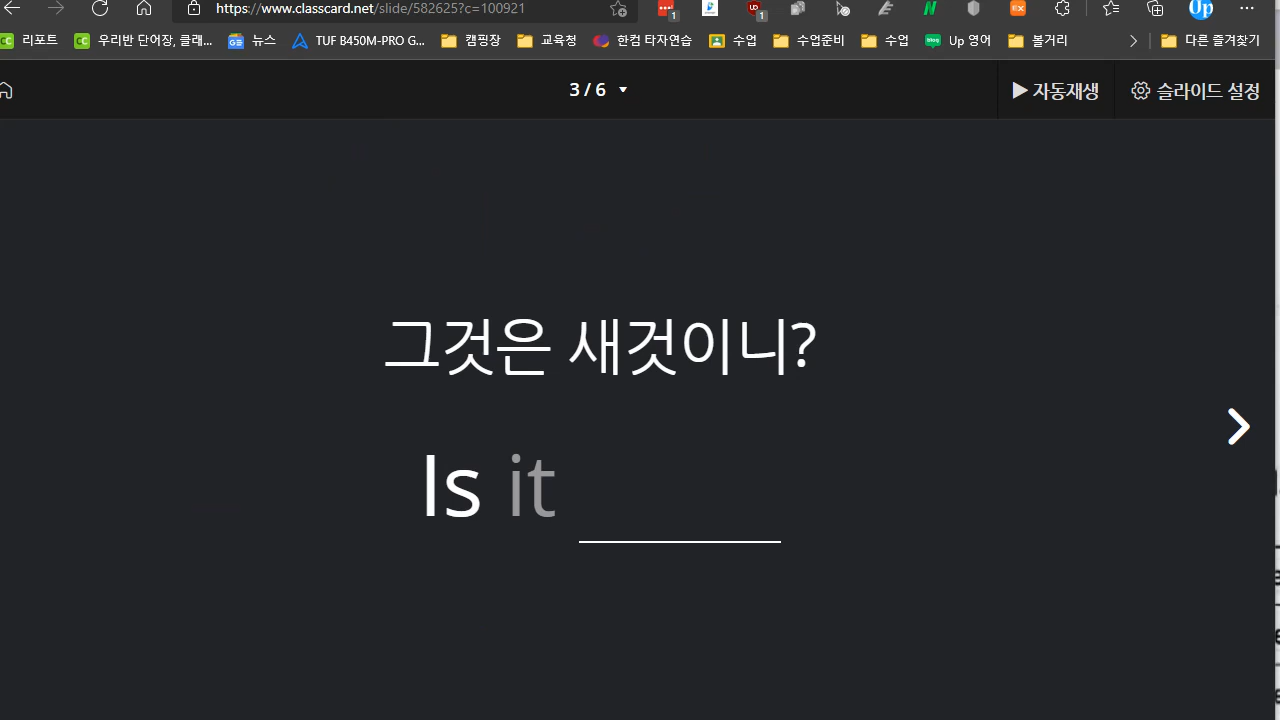 https://www.classcard.net/slide/582625?c=100921
리포트 우리반 단어장, 클래... 뉴스 TUF B450M-PRO G... 캠핑장 교육청 한컴 타자연습 수업 수업준비 수업 Up 영어 볼거리 다른 즐겨찾기
3 / 6 자동재생 슬라이드 설정
그것은 새것이니?
Is it